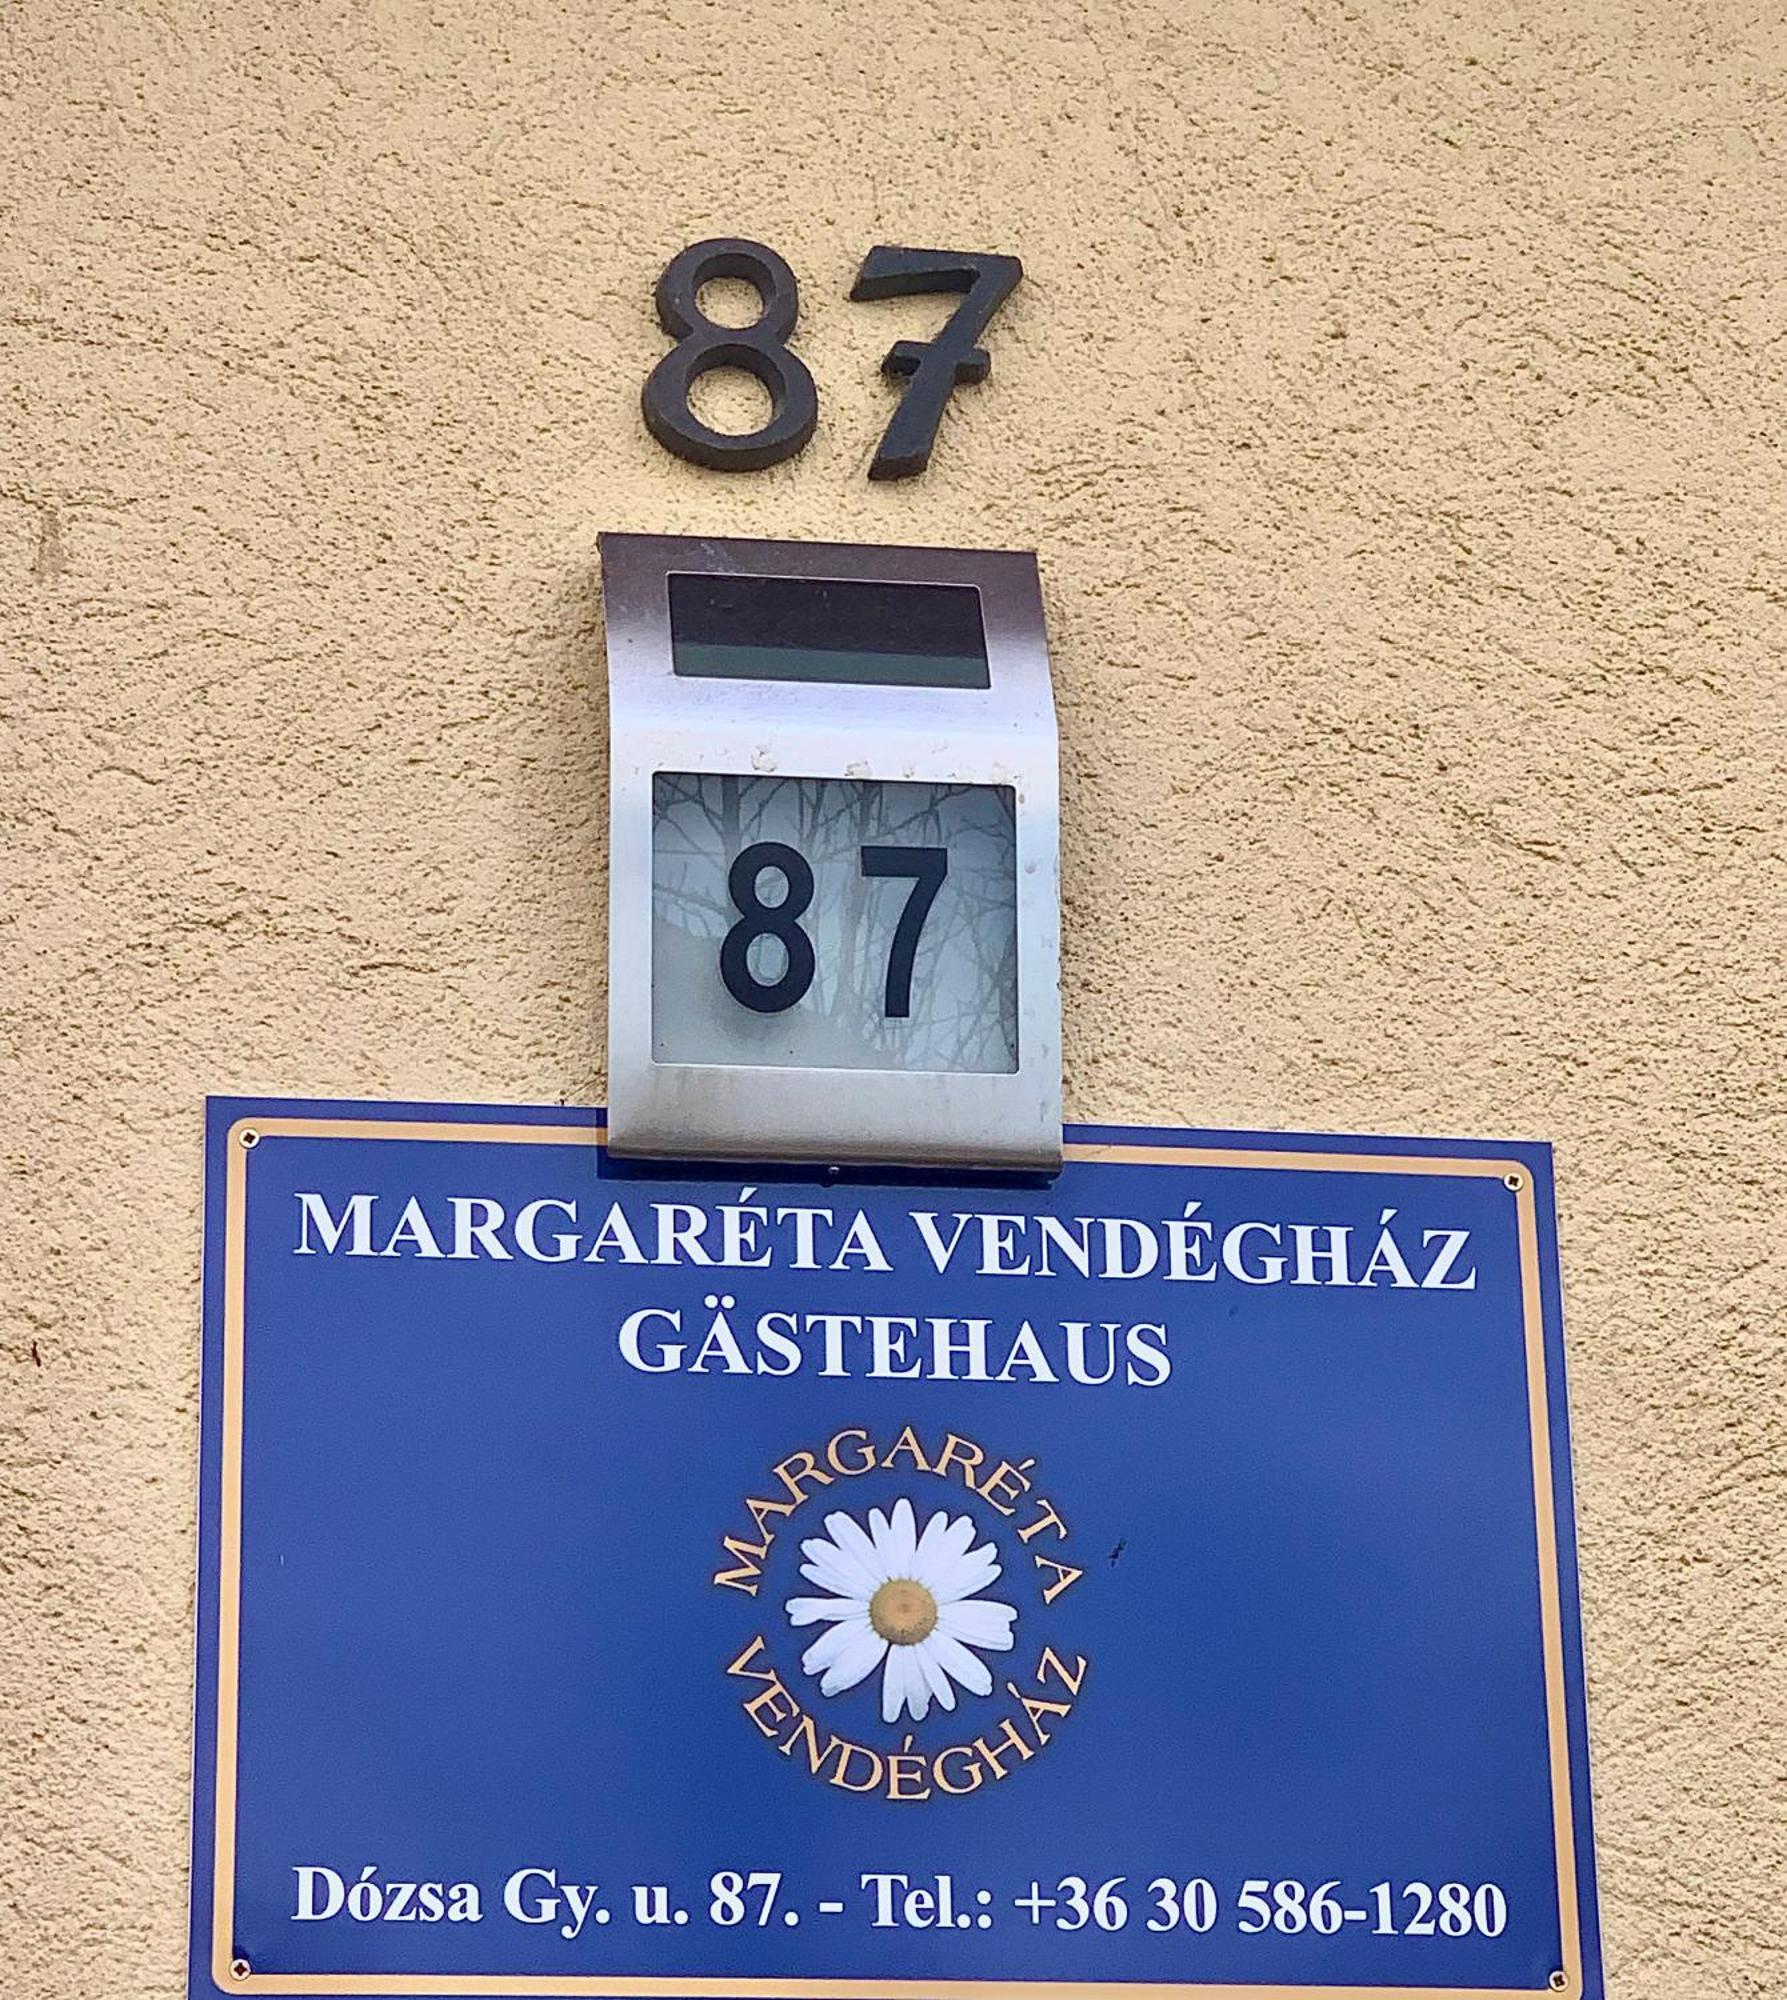 87
87
MARGARÉTA VENDÉGHÁZ
GÄSTEHAUS
MARGARÉTA
VENDÉGHÁZ
Dózsa Gy. u. 87. - Tel.: +36 30 586-1280